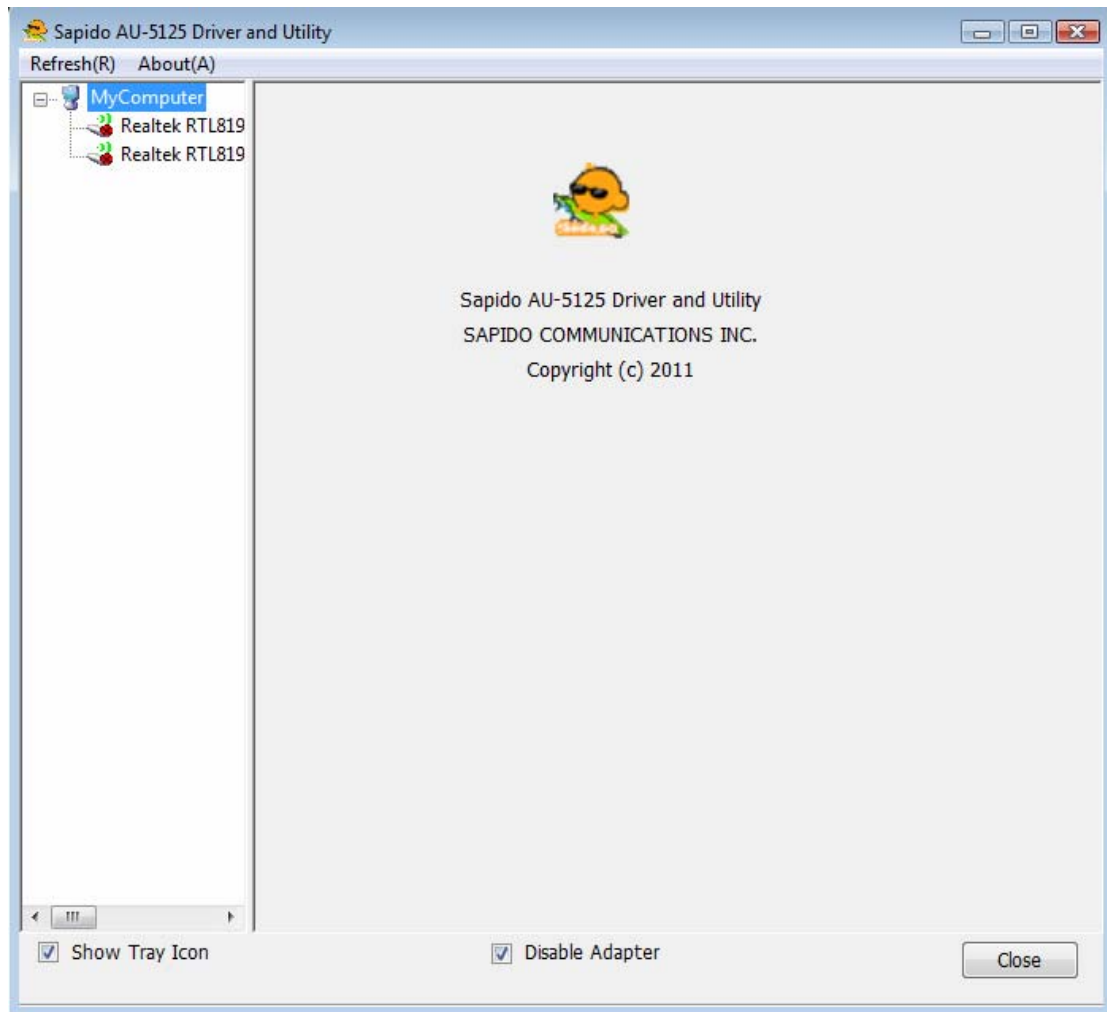 Sapido AU-5125 Driver and Utility
Refresh(R) About(A)
MyComputer
Realtek RTL819
Realtek RTL819
Sapido AU-5125 Driver and Utility
SAPIDO COMMUNICATIONS INC.
Copyright (c) 2011
Show Tray Icon
Disable Adapter
Close